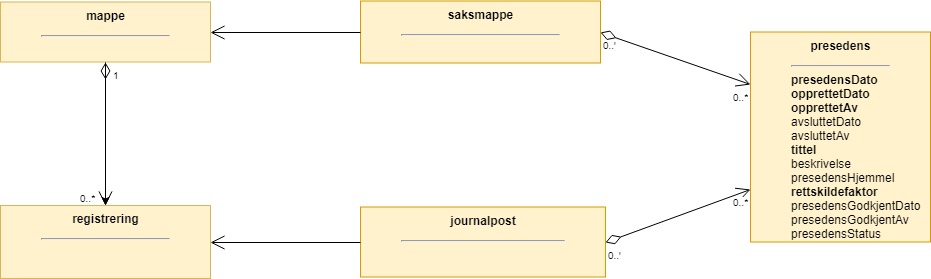 mappe
saksmappe
0..'
1
0..*
presedens
presedensDato
opprettetDato
opprettetAv
avsluttetDato
avsluttetAv
tittel
beskrivelse
presedensHjemmel
rettskildefaktor
presedensGodkjentDato
presedensGodkjentAv
presedensStatus
0..*
0..*
registrering
journalpost
0..'